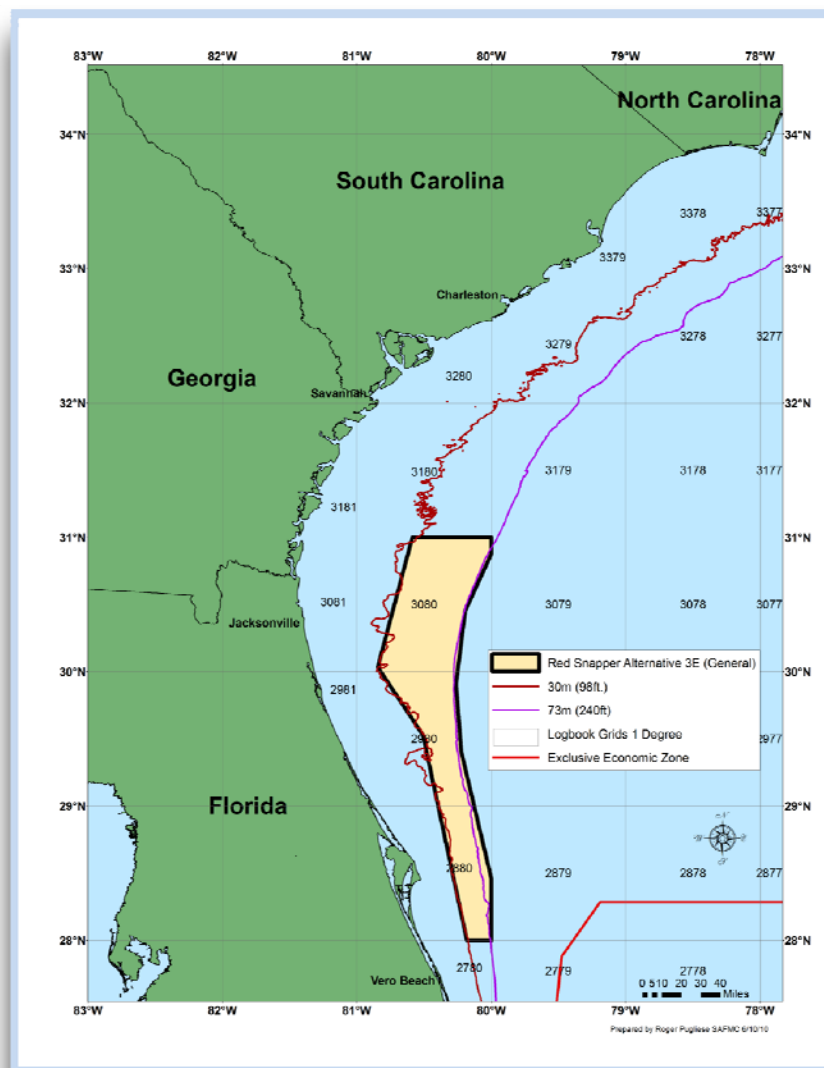 83°W 82°W 81°W 80°W 79°W 78°W
North Carolina
34°N 34°N
South Carolina
3378 3377
33°N 3379 33°N
Charleston
3279 3278 3277
Georgia 3280
Savannah
32°N 32°N
3180 3179 3178 3177
3181
31°N 31°N
3081 3080 3079 3078 3077
Jacksonville
30°N 30°N
Red Snapper Alternative 3E (General)
2981
30m (98ft.)
73m (240ft)
2980 Logbook Grids 1 Degree 2977
Exclusive Economic Zone
29°N 29°N
Florida
N
2880 2879 2878 2877
28°N 28°N
Vero Beach 2780 2779 2778
0 5 10 20 30 40
Miles
83°W 82°W 81°W 80°W 79°W 78°W
Prepared by Roger Pugliese SAFMC 6/10/10